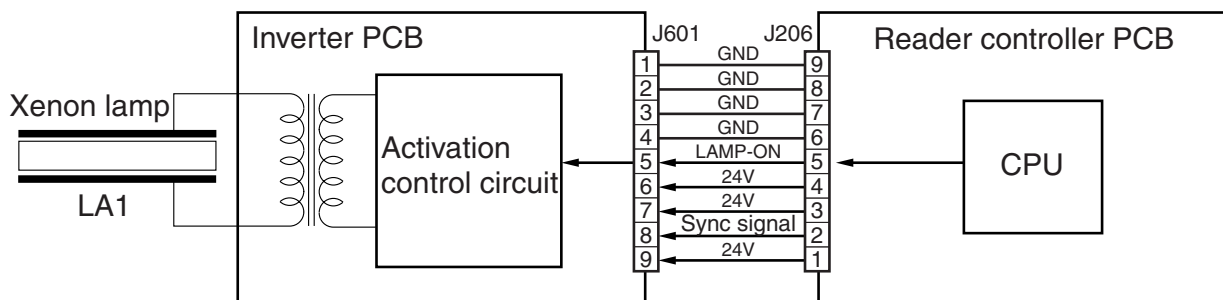 Inverter PCB
J601
J206
Reader controller PCB
Xenon lamp
LA1
Activation
control circuit
1 GND 9
2 GND 8
3 GND 7
4 GND 6
5 LAMP-ON 5
6 24V 4
7 24V 3
8 Sync signal 2
9 24V 1
CPU